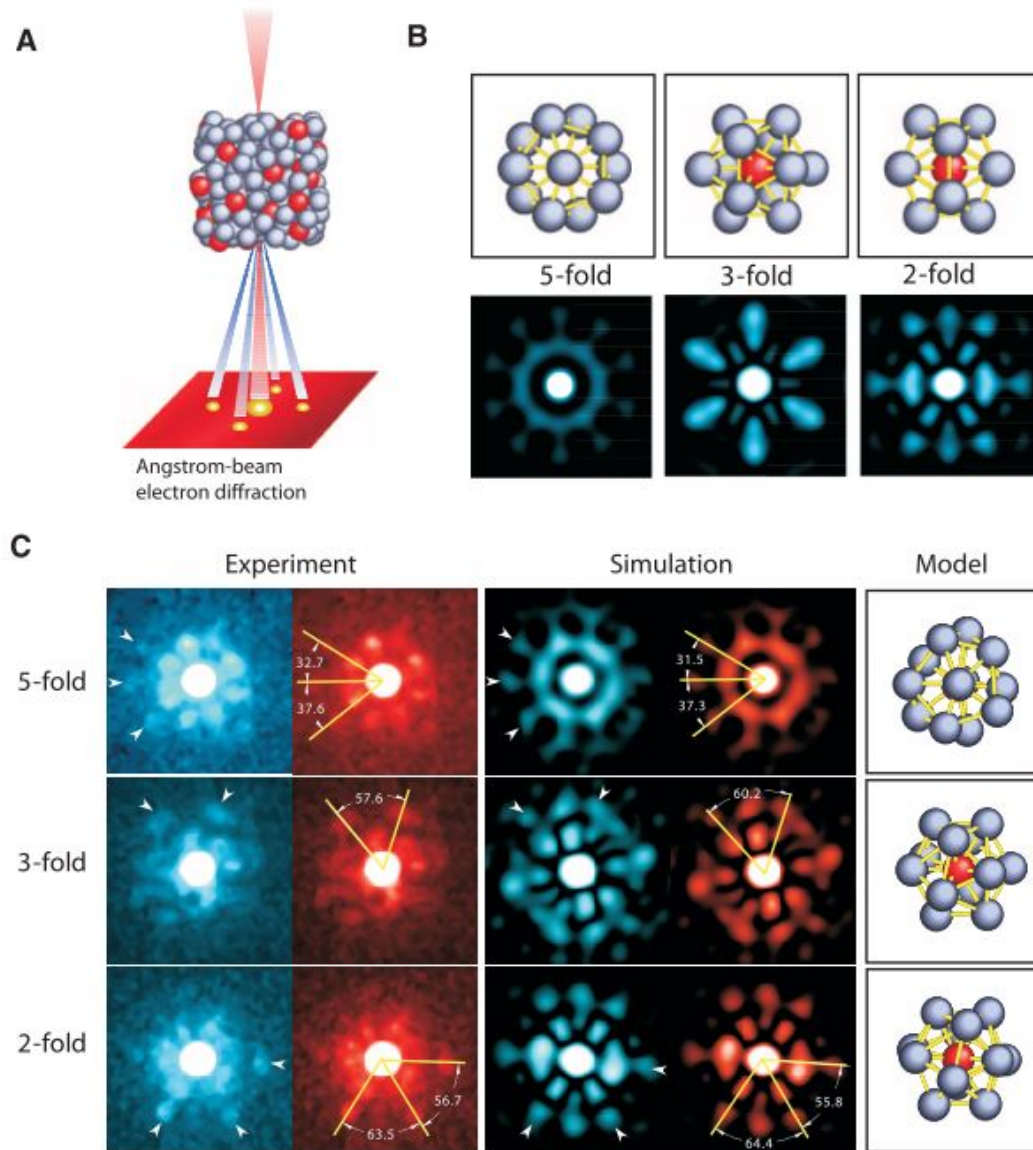 A
B
5-fold
3-fold
2-fold
Angstrom-beam
electron diffraction
C
Experiment
Simulation
Model
5-fold
32.7
37.6
31.5
37.3
3-fold
57.6
60.2
2-fold
56.7
63.5
55.8
64.4